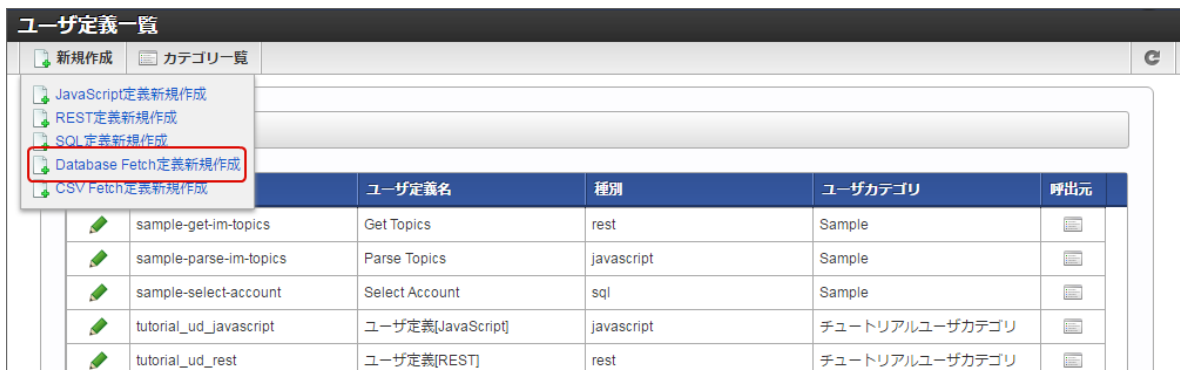 ユーザ定義一覧
新規作成 カテゴリ一覧
JavaScript定義新規作成
REST定義新規作成
SQL定義新規作成
Database Fetch定義新規作成
CSV Fetch定義新規作成
ユーザ定義名 種別 ユーザカテゴリ 呼出元
sample-get-im-topics Get Topics rest Sample
sample-parse-im-topics Parse Topics javascript Sample
sample-select-account Select Account sql Sample
tutorial_ud_javascript ユーザ定義[JavaScript] javascript チュートリアルユーザカテゴリ
tutorial_ud_rest ユーザ定義[REST] rest チュートリアルユーザカテゴリ